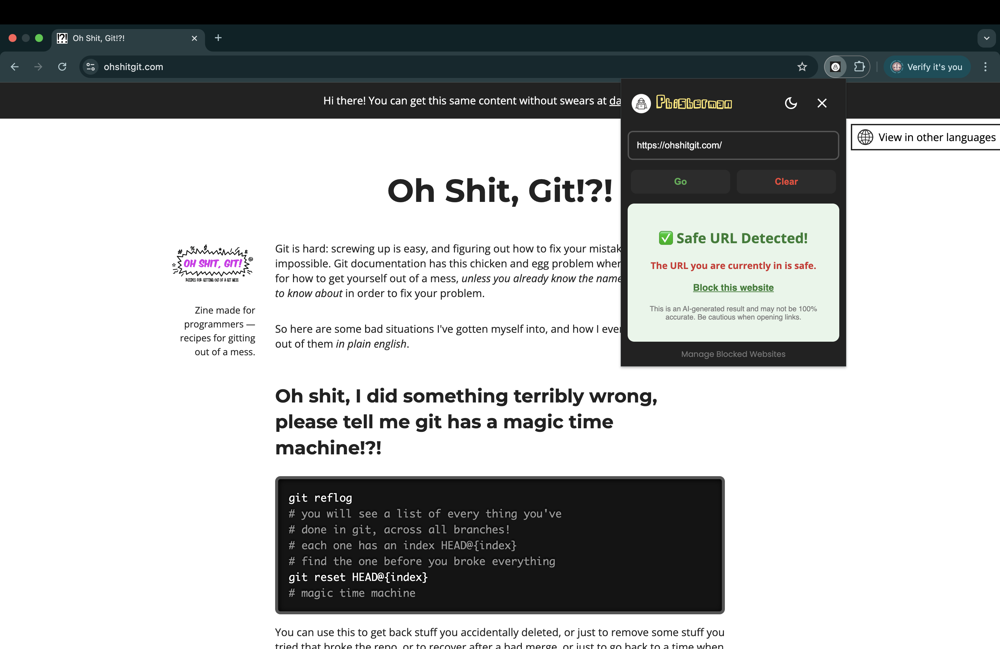 Oh Shit, Git!?!
ohshitgit.com
Verify it's you
Hi there! You can get this same content without swears at da
View in other languages
Oh Shit, Git!?!
# % $ & @
OH SHIT, GIT!
RECIPES FOR GITTING OUT OF A GIT MESS
Zine made for
programmers —
recipes for gitting
out of a mess.
Git is hard: screwing up is easy, and figuring out how to fix your mistak
impossible. Git documentation has this chicken and egg problem wher
for how to get yourself out of a mess, unless you already know the name
to know about in order to fix your problem.
So here are some bad situations I've gotten myself into, and how I ever
out of them in plain english.
Phisherman
https://ohshitgit.com/
Go
Clear
✅ Safe URL Detected!
The URL you are currently in is safe.
Block this website
This is an AI-generated result and may not be 100%
accurate. Be cautious when opening links.
Manage Blocked Websites
Oh shit, I did something terribly wrong,
please tell me git has a magic time
machine!?!
git reflog
# you will see a list of every thing you've
# done in git, across all branches!
# each one has an index HEAD@{index}
# find the one before you broke everything
git reset HEAD@{index}
# magic time machine
You can use this to get back stuff you accidentally deleted, or just to remove some stuff you
tried that broke the repo, or to recover after a bad merge, or just to go back to a time when